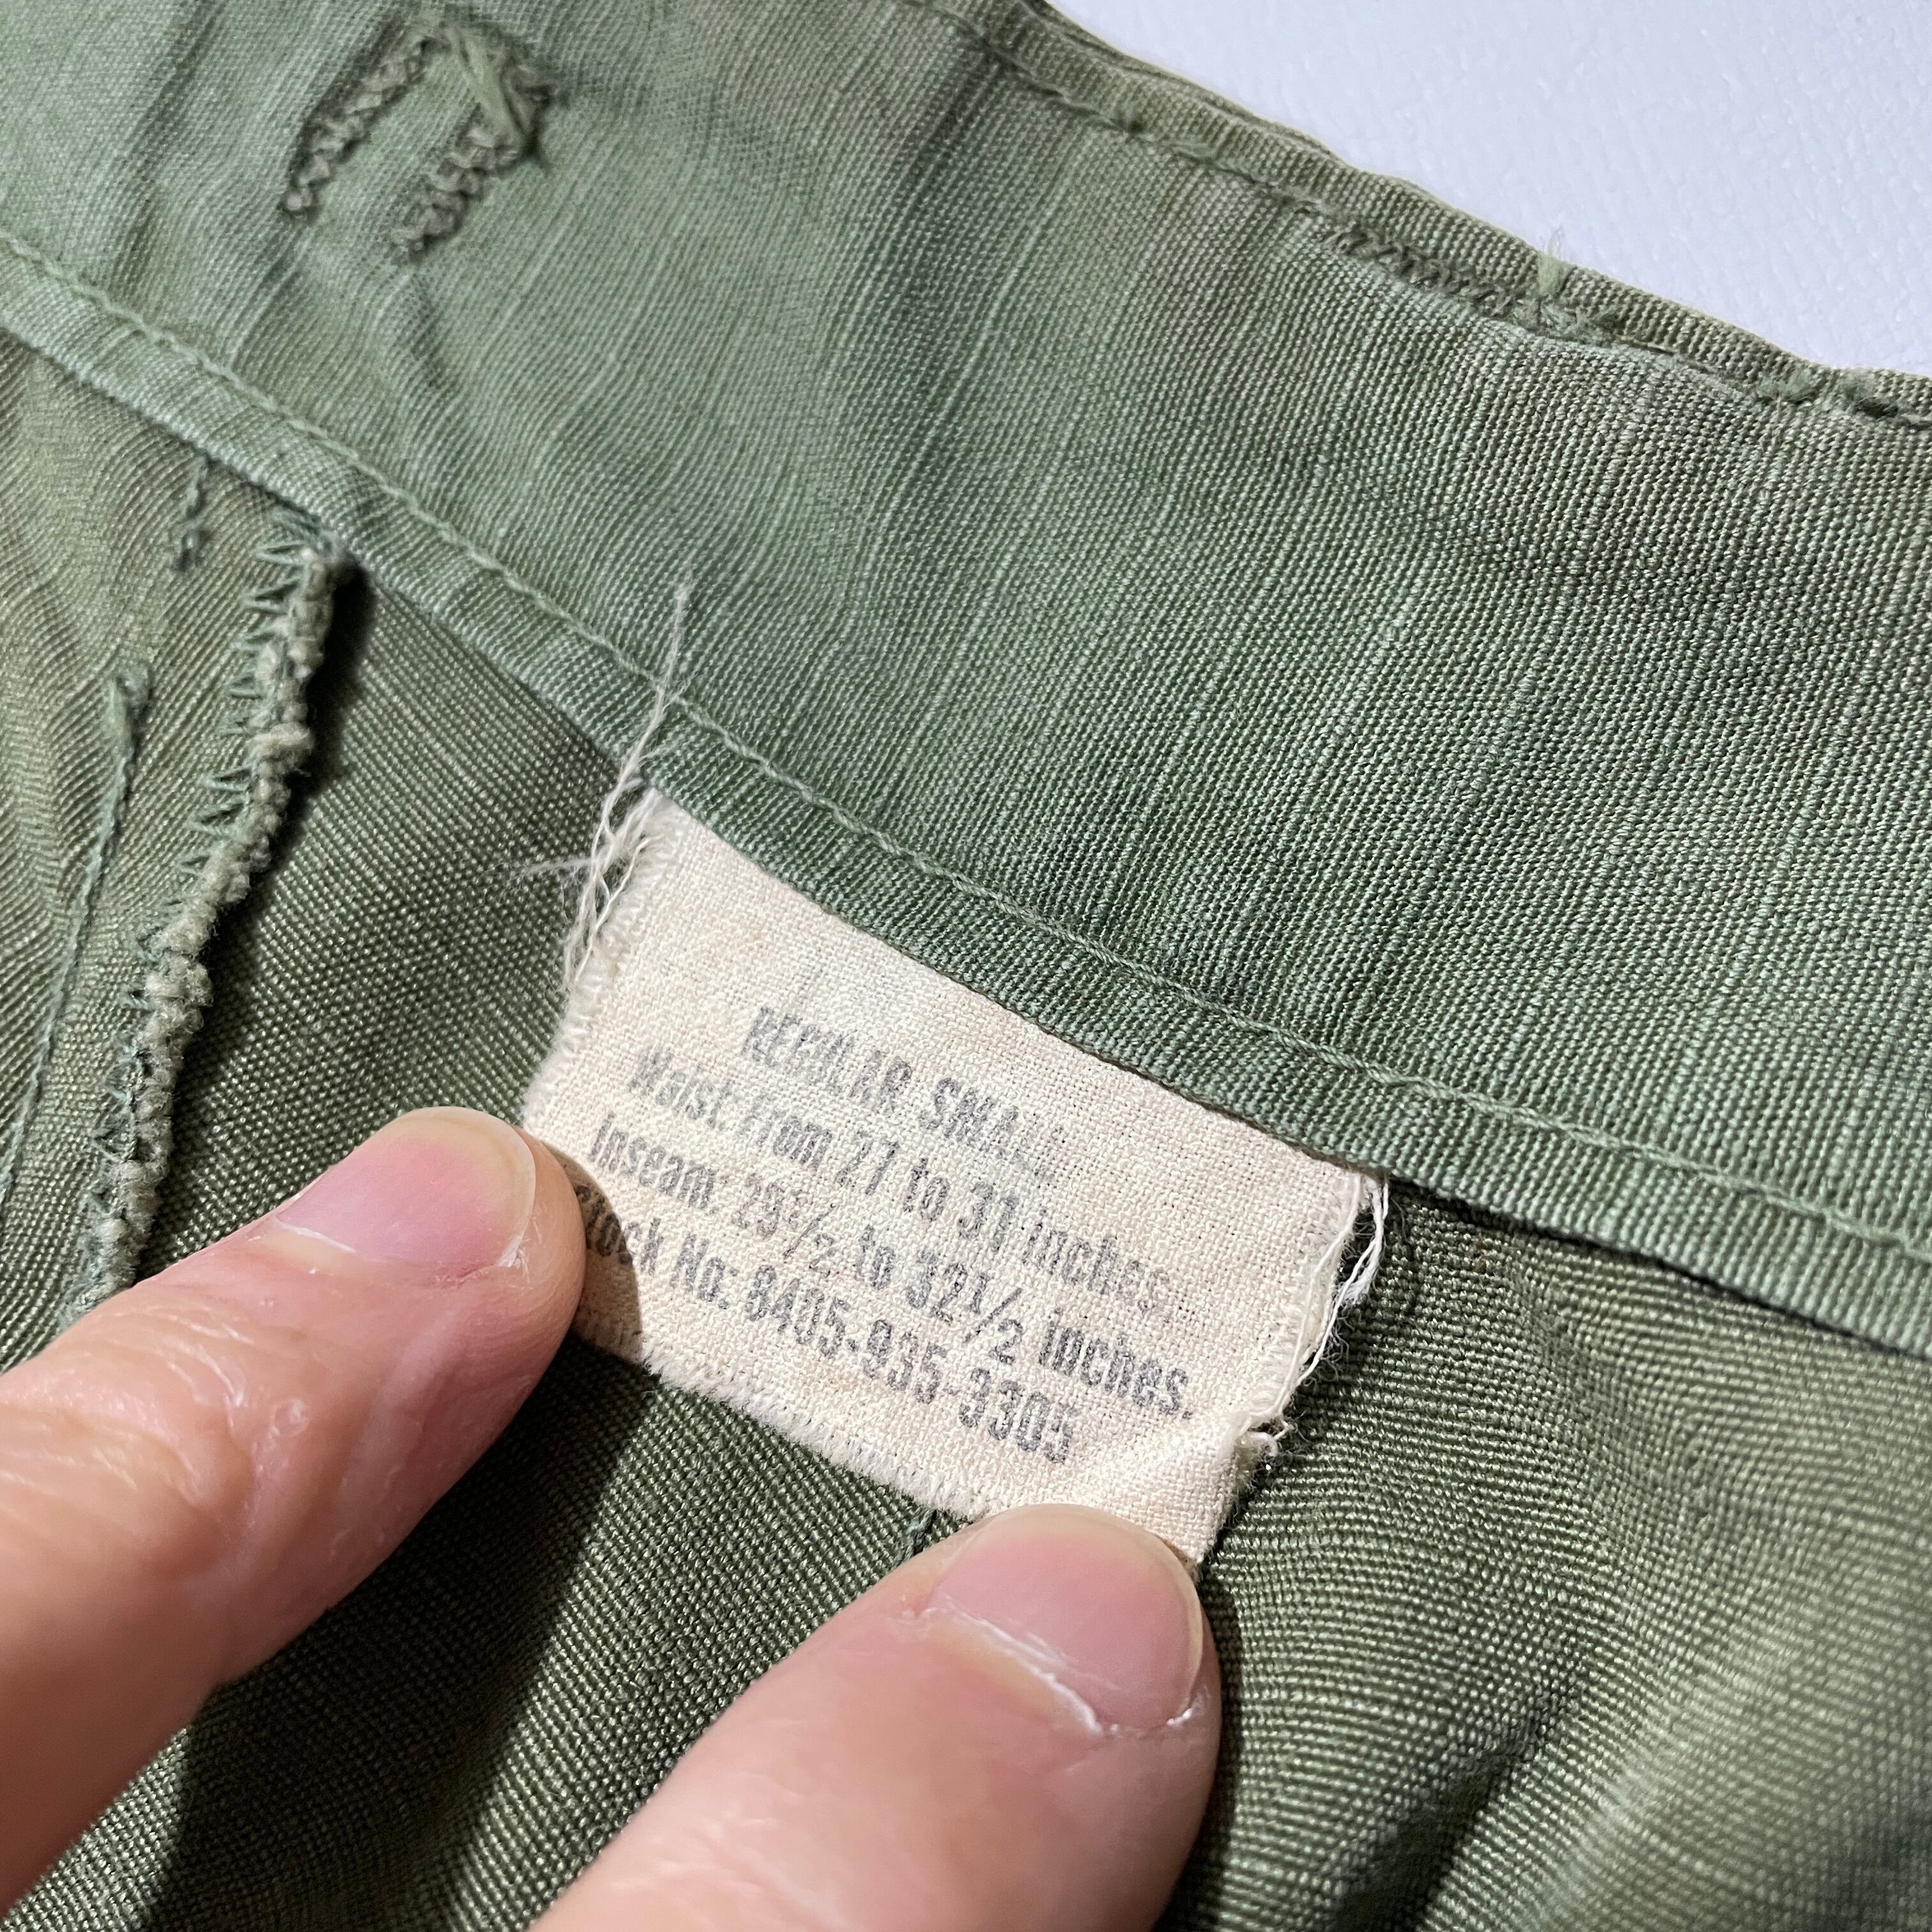 REGULAR SMALL
Waist: From 27 to 31 inches.
Inseam: 29½ to 32½ inches.
Stock No: 8405-935-3305